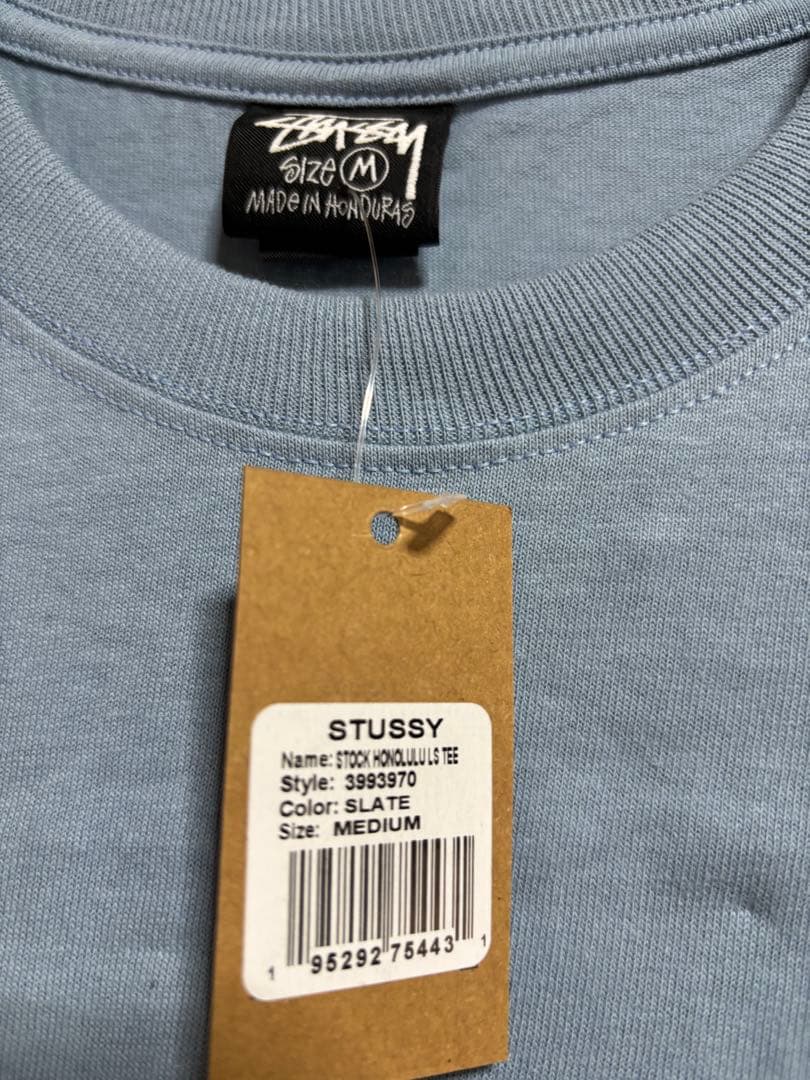 STUSSY
SIZE M
MADE IN HONDURAS
STUSSY
Name: STOCK HONOLULU LS TEE
Style: 3993970
Color: SLATE
Size: MEDIUM
1 95292 75443 1